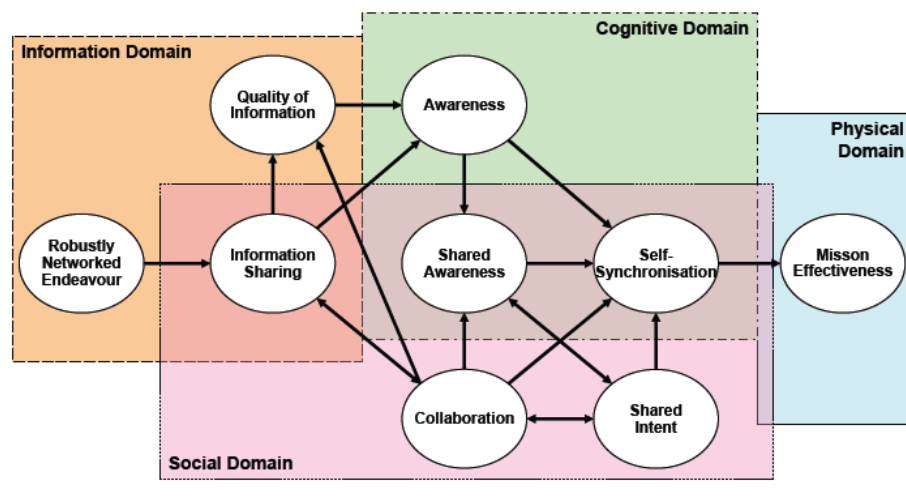 Cognitive Domain
Information Domain
Quality of
Information
Awareness
Physical
Domain
Robustly
Networked
Endeavour
Information
Sharing
Shared
Awareness
Self-
Synchronisation
Misson
Effectiveness
Collaboration
Shared
Intent
Social Domain